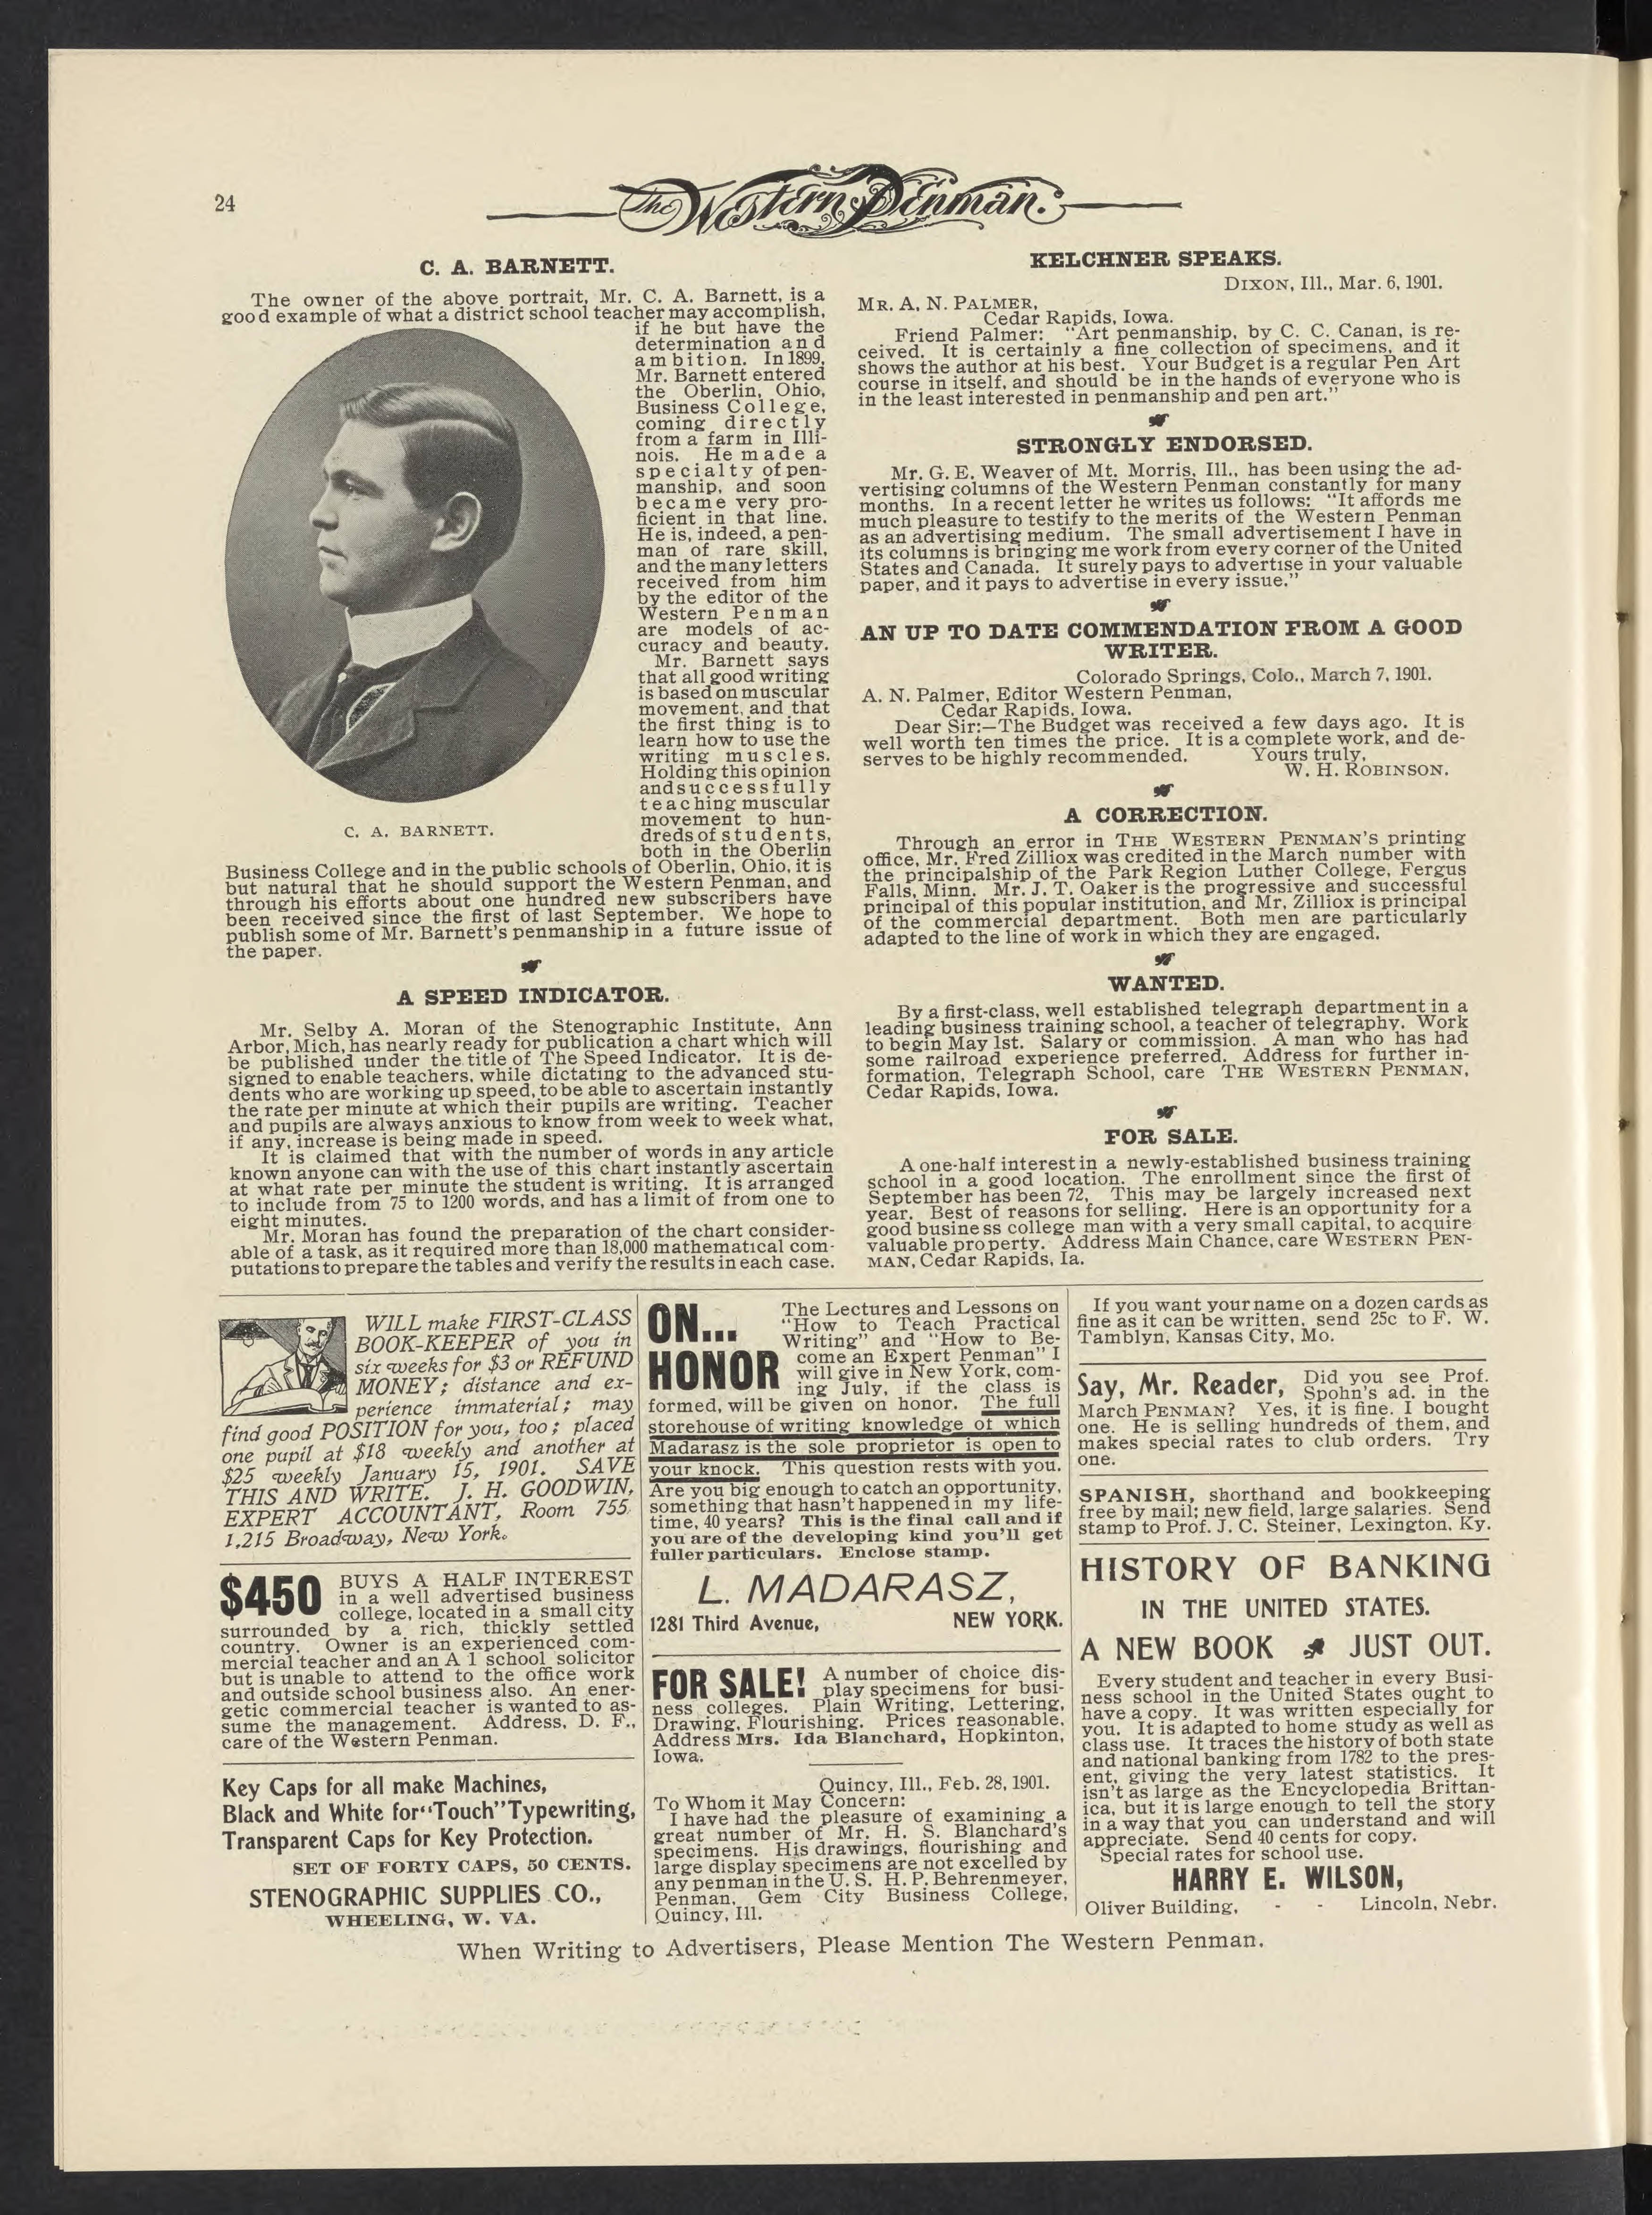 24
The Western Penman.
C. A. BARNETT.
The owner of the above portrait, Mr. C. A. Barnett, is a
good example of what a district school teacher may accomplish,
if he but have the
determination and
ambition. In 1899,
Mr. Barnett entered
the Oberlin, Ohio,
Business College,
coming directly
from a farm in Illi-
nois. He made a
specialty of pen-
manship, and soon
became very pro-
ficient in that line.
He is, indeed, a pen-
man of rare skill,
and the many letters
received from him
by the editor of the
Western Penman
are models of ac-
curacy and beauty.
Mr. Barnett says
that all good writing
is based on muscular
movement, and that
the first thing is to
learn how to use the
writing muscles.
Holding this opinion
and successfully
teaching muscular
movement to hun-
dreds of students,
both in the Oberlin
C. A. BARNETT.
Business College and in the public schools of Oberlin, Ohio, it is
but natural that he should support the Western Penman, and
through his efforts about one hundred new subscribers have
been received since the first of last September. We hope to
publish some of Mr. Barnett's penmanship in a future issue of
the paper.
A SPEED INDICATOR.
Mr. Selby A. Moran of the Stenographic Institute, Ann
Arbor, Mich, has nearly ready for publication a chart which will
be published under the title of The Speed Indicator. It is de-
signed to enable teachers, while dictating to the advanced stu-
dents who are working up speed, to be able to ascertain instantly
the rate per minute at which their pupils are writing. Teacher
and pupils are always anxious to know from week to week what,
if any, increase is being made in speed.
It is claimed that with the number of words in any article
known anyone can with the use of this chart instantly ascertain
at what rate per minute the student is writing. It is arranged
to include from 75 to 1200 words, and has a limit of from one to
eight minutes.
Mr. Moran has found the preparation of the chart consider-
able of a task, as it required more than 18,000 mathematical com-
putations to prepare the tables and verify the results in each case.
KELCHNER SPEAKS.
DIXON, Ill., Mar. 6, 1901.
MR. A. N. PALMER,
Cedar Rapids, Iowa.
Friend Palmer: "Art penmanship, by C. C. Canan, is re-
ceived. It is certainly a fine collection of specimens, and it
shows the author at his best. Your Budget is a regular Pen Art
course in itself, and should be in the hands of everyone who is
in the least interested in penmanship and pen art."
STRONGLY ENDORSED.
Mr. G. E. Weaver of Mt. Morris, Ill., has been using the ad-
vertising columns of the Western Penman constantly for many
months. In a recent letter he writes us follows: "It affords me
much pleasure to testify to the merits of the Western Penman
as an advertising medium. The small advertisement I have in
its columns is bringing me work from every corner of the United
States and Canada. It surely pays to advertise in your valuable
paper, and it pays to advertise in every issue."
AN UP TO DATE COMMENDATION FROM A GOOD
WRITER.
Colorado Springs, Colo., March 7, 1901.
A. N. Palmer, Editor Western Penman,
Cedar Rapids, Iowa.
Dear Sir:—The Budget was received a few days ago. It is
well worth ten times the price. It is a complete work, and de-
serves to be highly recommended. Yours truly,
W. H. ROBINSON.
A CORRECTION.
Through an error in THE WESTERN PENMAN'S printing
office, Mr. Fred Zilliox was credited in the March number with
the principalship of the Park Region Luther College, Fergus
Falls, Minn. Mr. J. T. Oaker is the progressive and successful
principal of this popular institution, and Mr. Zilliox is principal
of the commercial department. Both men are particularly
adapted to the line of work in which they are engaged.
WANTED.
By a first-class, well established telegraph department in a
leading business training school, a teacher of telegraphy. Work
to begin May 1st. Salary or commission. A man who has had
some railroad experience preferred. Address for further in-
formation, Telegraph School, care THE WESTERN PENMAN,
Cedar Rapids, Iowa.
FOR SALE.
A one-half interest in a newly-established business training
school in a good location. The enrollment since the first of
September has been 72. This may be largely increased next
year. Best of reasons for selling. Here is an opportunity for a
good business college man with a very small capital, to acquire
valuable property. Address Main Chance, care WESTERN PEN-
MAN, Cedar Rapids, Ia.
WILL make FIRST-CLASS
BOOK-KEEPER of you in
six weeks for $3 or REFUND
MONEY; distance and ex-
perience immaterial; may
find good POSITION for you, too; placed
one pupil at $18 weekly and another at
$25 weekly January 15, 1901. SAVE
THIS AND WRITE. J. H. GOODWIN,
EXPERT ACCOUNTANT, Room 755
1,215 Broadway, New York.
$450 BUYS A HALF INTEREST
in a well advertised business
college, located in a small city
surrounded by a rich, thickly settled
country. Owner is an experienced com-
mercial teacher and an A 1 school solicitor
but is unable to attend to the office work
and outside school business also. An ener-
getic commercial teacher is wanted to as-
sume the management. Address, D. F.,
care of the Western Penman.
Key Caps for all make Machines,
Black and White for "Touch" Typewriting,
Transparent Caps for Key Protection.
SET OF FORTY CAPS, 50 CENTS.
STENOGRAPHIC SUPPLIES CO.,
WHEELING, W. VA.
ON... HONOR
The Lectures and Lessons on
"How to Teach Practical
Writing" and "How to Be-
come an Expert Penman" I
will give in New York, com-
ing July, if the class is
formed, will be given on honor. The full
storehouse of writing knowledge of which
Madarasz is the sole proprietor is open to
your knock. This question rests with you.
Are you big enough to catch an opportunity,
something that hasn't happened in my life-
time, 40 years? This is the final call and if
you are of the developing kind you'll get
fuller particulars. Enclose stamp.
L. MADARASZ,
1281 Third Avenue, NEW YORK.
FOR SALE! A number of choice dis-
play specimens for busi-
ness colleges. Plain Writing, Lettering,
Drawing, Flourishing. Prices reasonable.
Address Mrs. Ida Blanchard, Hopkinton,
Iowa.
Quincy, Ill., Feb. 28, 1901.
To Whom it May Concern:
I have had the pleasure of examining a
great number of Mr. H. S. Blanchard's
specimens. His drawings, flourishing and
large display specimens are not excelled by
any penman in the U. S. H. P. Behrenmeyer,
Penman, Gem City Business College,
Quincy, Ill.
If you want your name on a dozen cards as
fine as it can be written, send 25c to F. W.
Tamblyn, Kansas City, Mo.
Say, Mr. Reader, Did you see Prof.
Spohn's ad. in the
March PENMAN? Yes, it is fine. I bought
one. He is selling hundreds of them, and
makes special rates to club orders. Try
one.
SPANISH, shorthand and bookkeeping
free by mail; new field, large salaries. Send
stamp to Prof. J. C. Steiner, Lexington, Ky.
HISTORY OF BANKING
IN THE UNITED STATES.
A NEW BOOK JUST OUT.
Every student and teacher in every Busi-
ness school in the United States ought to
have a copy. It was written especially for
you. It is adapted to home study as well as
class use. It traces the history of both state
and national banking from 1782 to the pres-
ent, giving the very latest statistics. It
isn't as large as the Encyclopedia Brittan-
ica, but it is large enough to tell the story
in a way that you can understand and will
appreciate. Send 40 cents for copy.
Special rates for school use.
HARRY E. WILSON,
Oliver Building, - - Lincoln, Nebr.
When Writing to Advertisers, Please Mention The Western Penman.